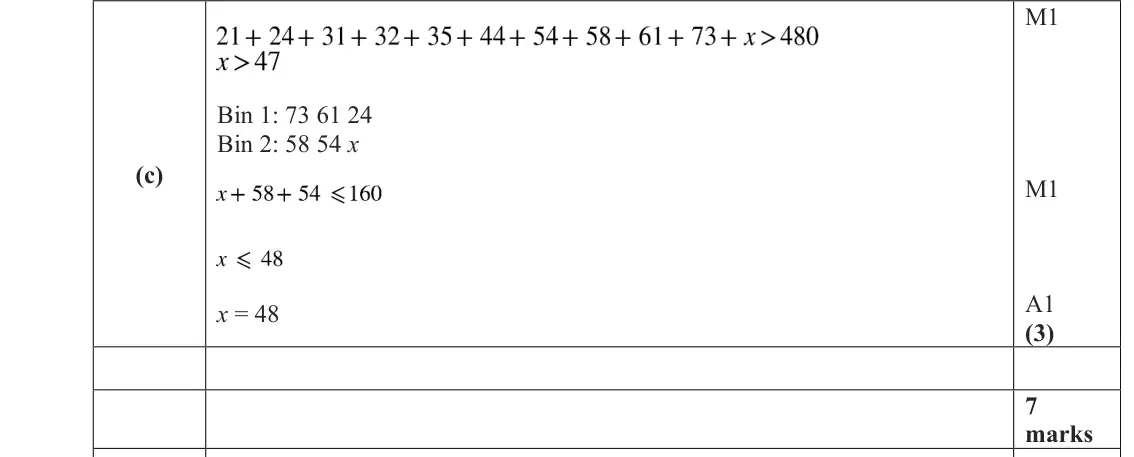 M1
21 + 24 + 31 + 32 + 35 + 44 + 54 + 58 + 61 + 73 + x > 480
x > 47
Bin 1: 73 61 24
Bin 2: 58 54 x
(c)
x + 58 + 54 ⩽160
M1
x ⩽ 48
x = 48
A1
(3)
7
marks